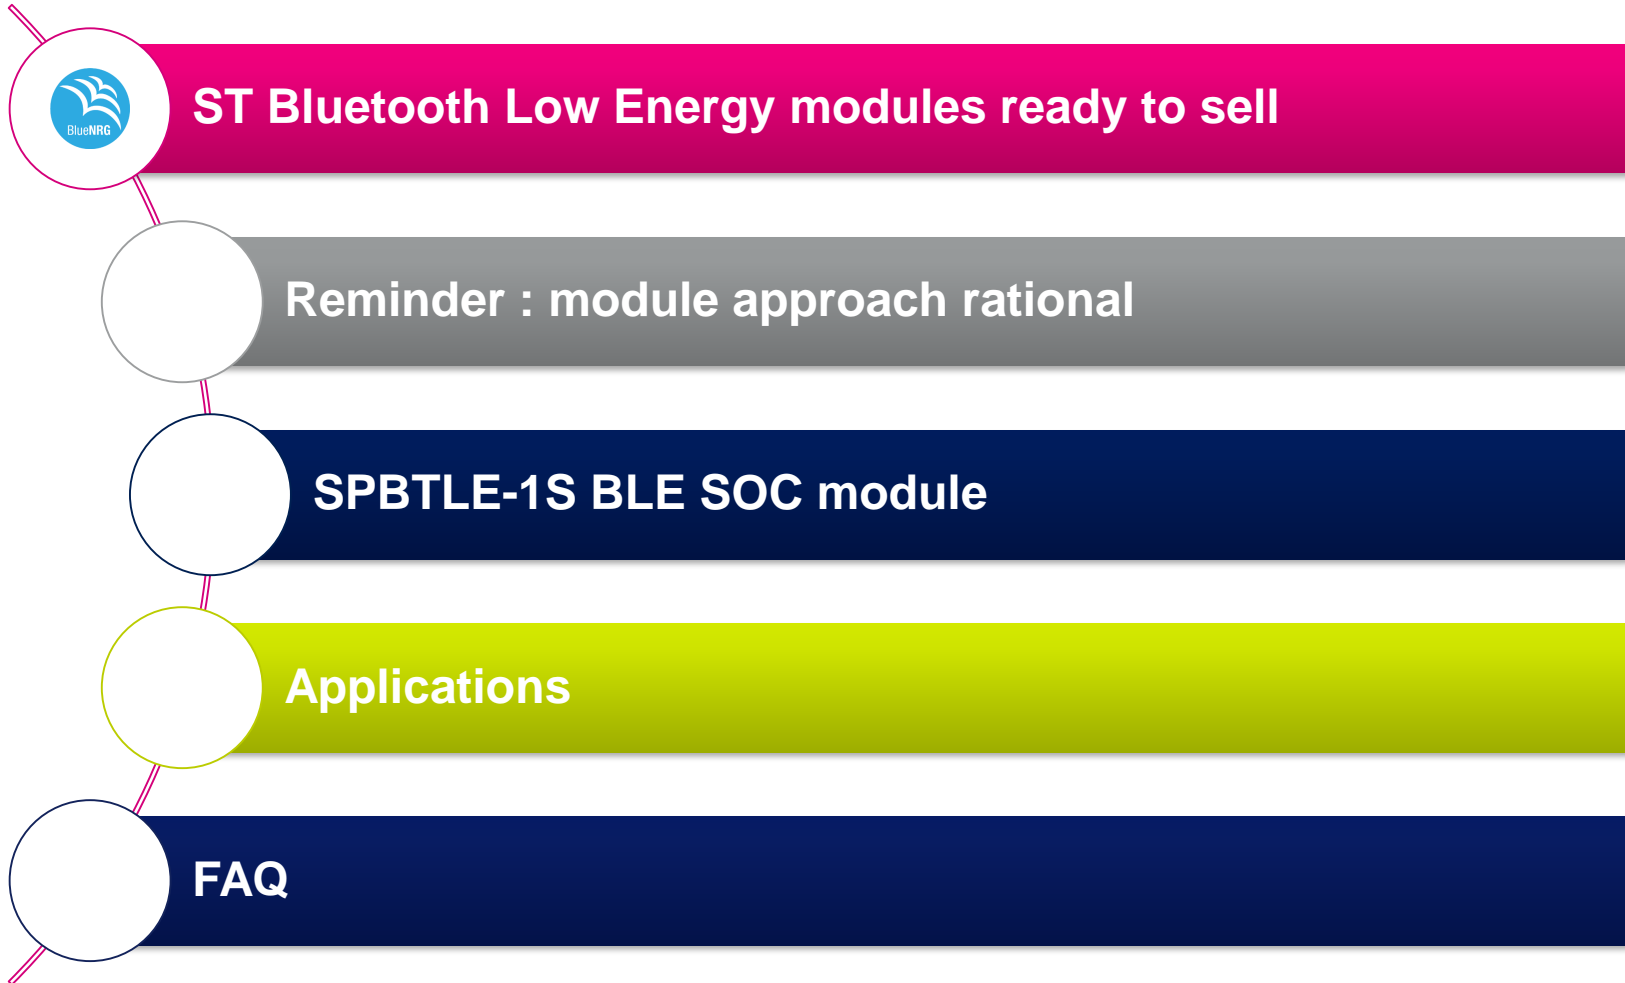 BlueNRG
ST Bluetooth Low Energy modules ready to sell
Reminder : module approach rational
SPBTLE-1S BLE SOC module
Applications
FAQ